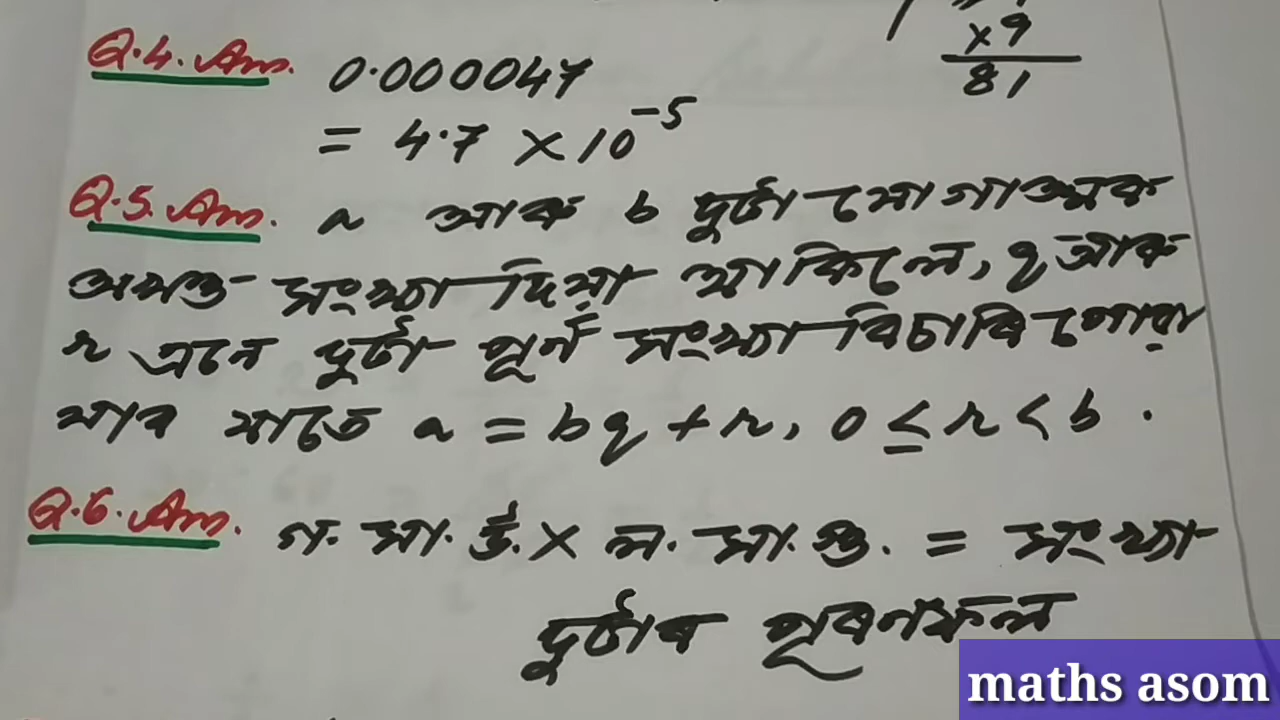 ×9
81
Q.4. Ans. 0.000047
= 4.7 × 10⁻⁵
Q.5. Ans. a আৰু b দুটা যোগাত্মক
অখণ্ড সংখ্যা দিয়া থাকিলে, q আৰু
r এনে দুটা পূৰ্ণ সংখ্যা বিচাৰি পোৱা
যাব যাতে a = bq + r, 0 ≤ r < b .
Q.6. Ans. গ. সা. উ. × ল. সা. গু. = সংখ্যা
দুটাৰ পূৰণফল
maths asom